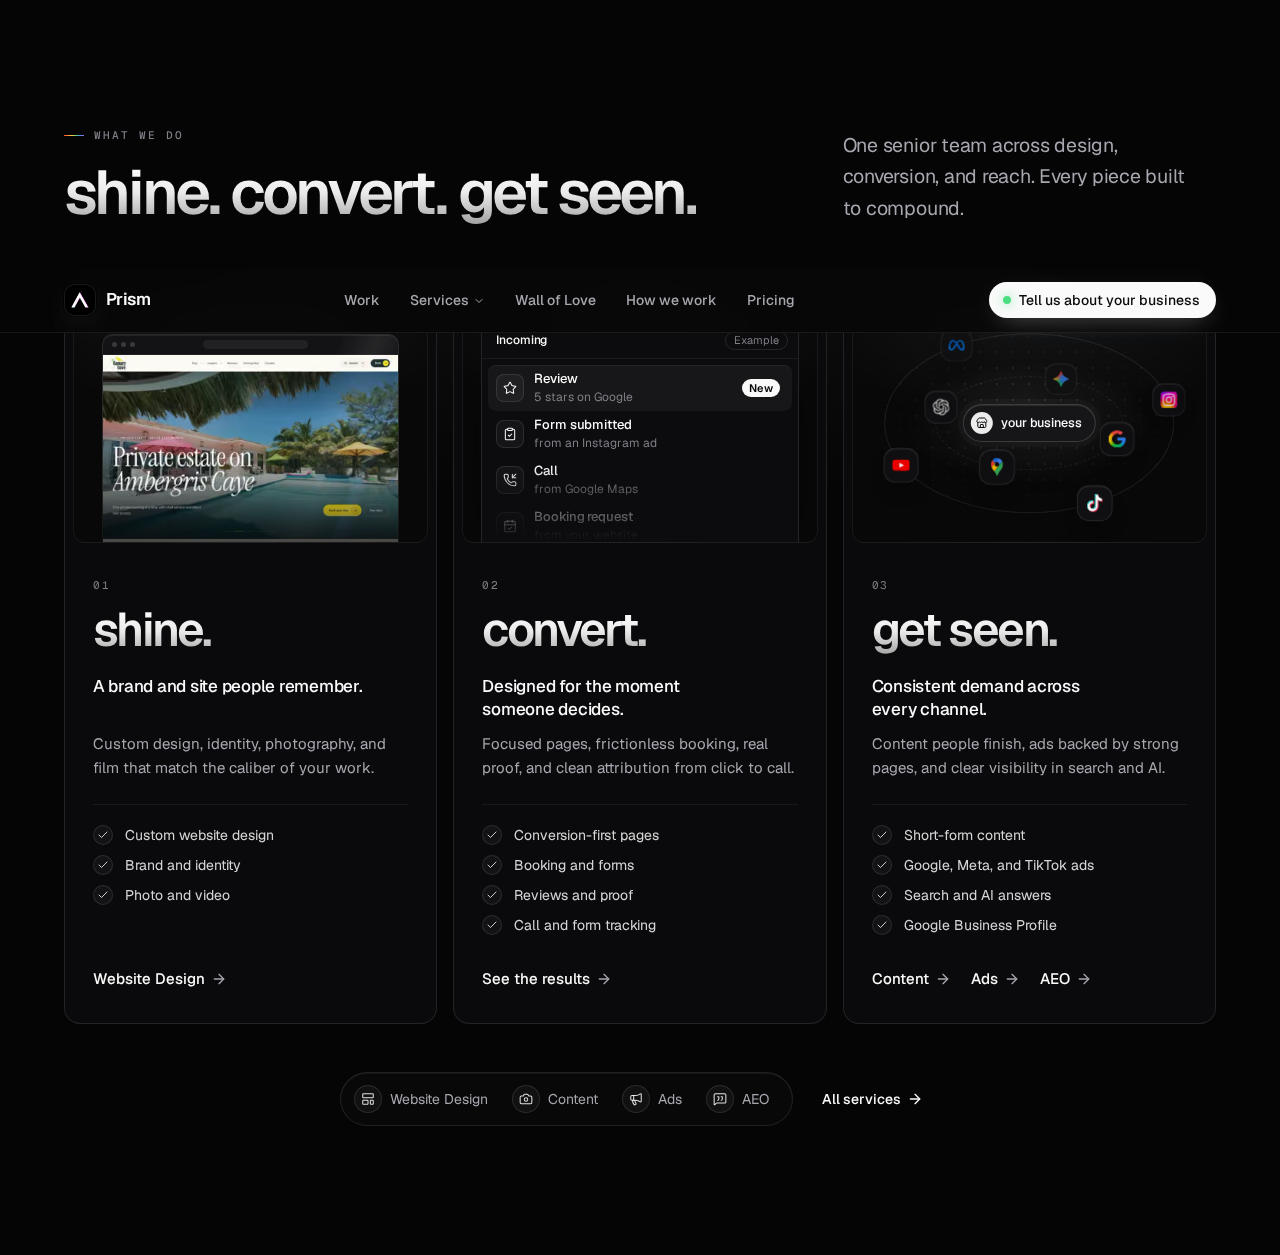 WHAT WE DO
shine. convert. get seen.
One senior team across design,
conversion, and reach. Every piece built
to compound.
Prism
Work
Services
Wall of Love
How we work
Pricing
Tell us about your business
Private estate on
Ambergris Caye
Incoming
Example
Review
5 stars on Google
New
Form submitted
from an Instagram ad
Call
from Google Maps
Booking request
from your website
your business
01
shine.
A brand and site people remember.
Custom design, identity, photography, and
film that match the caliber of your work.
Custom website design
Brand and identity
Photo and video
Website Design
02
convert.
Designed for the moment
someone decides.
Focused pages, frictionless booking, real
proof, and clean attribution from click to call.
Conversion-first pages
Booking and forms
Reviews and proof
Call and form tracking
See the results
03
get seen.
Consistent demand across
every channel.
Content people finish, ads backed by strong
pages, and clear visibility in search and AI.
Short-form content
Google, Meta, and TikTok ads
Search and AI answers
Google Business Profile
Content
Ads
AEO
Website Design
Content
Ads
AEO
All services